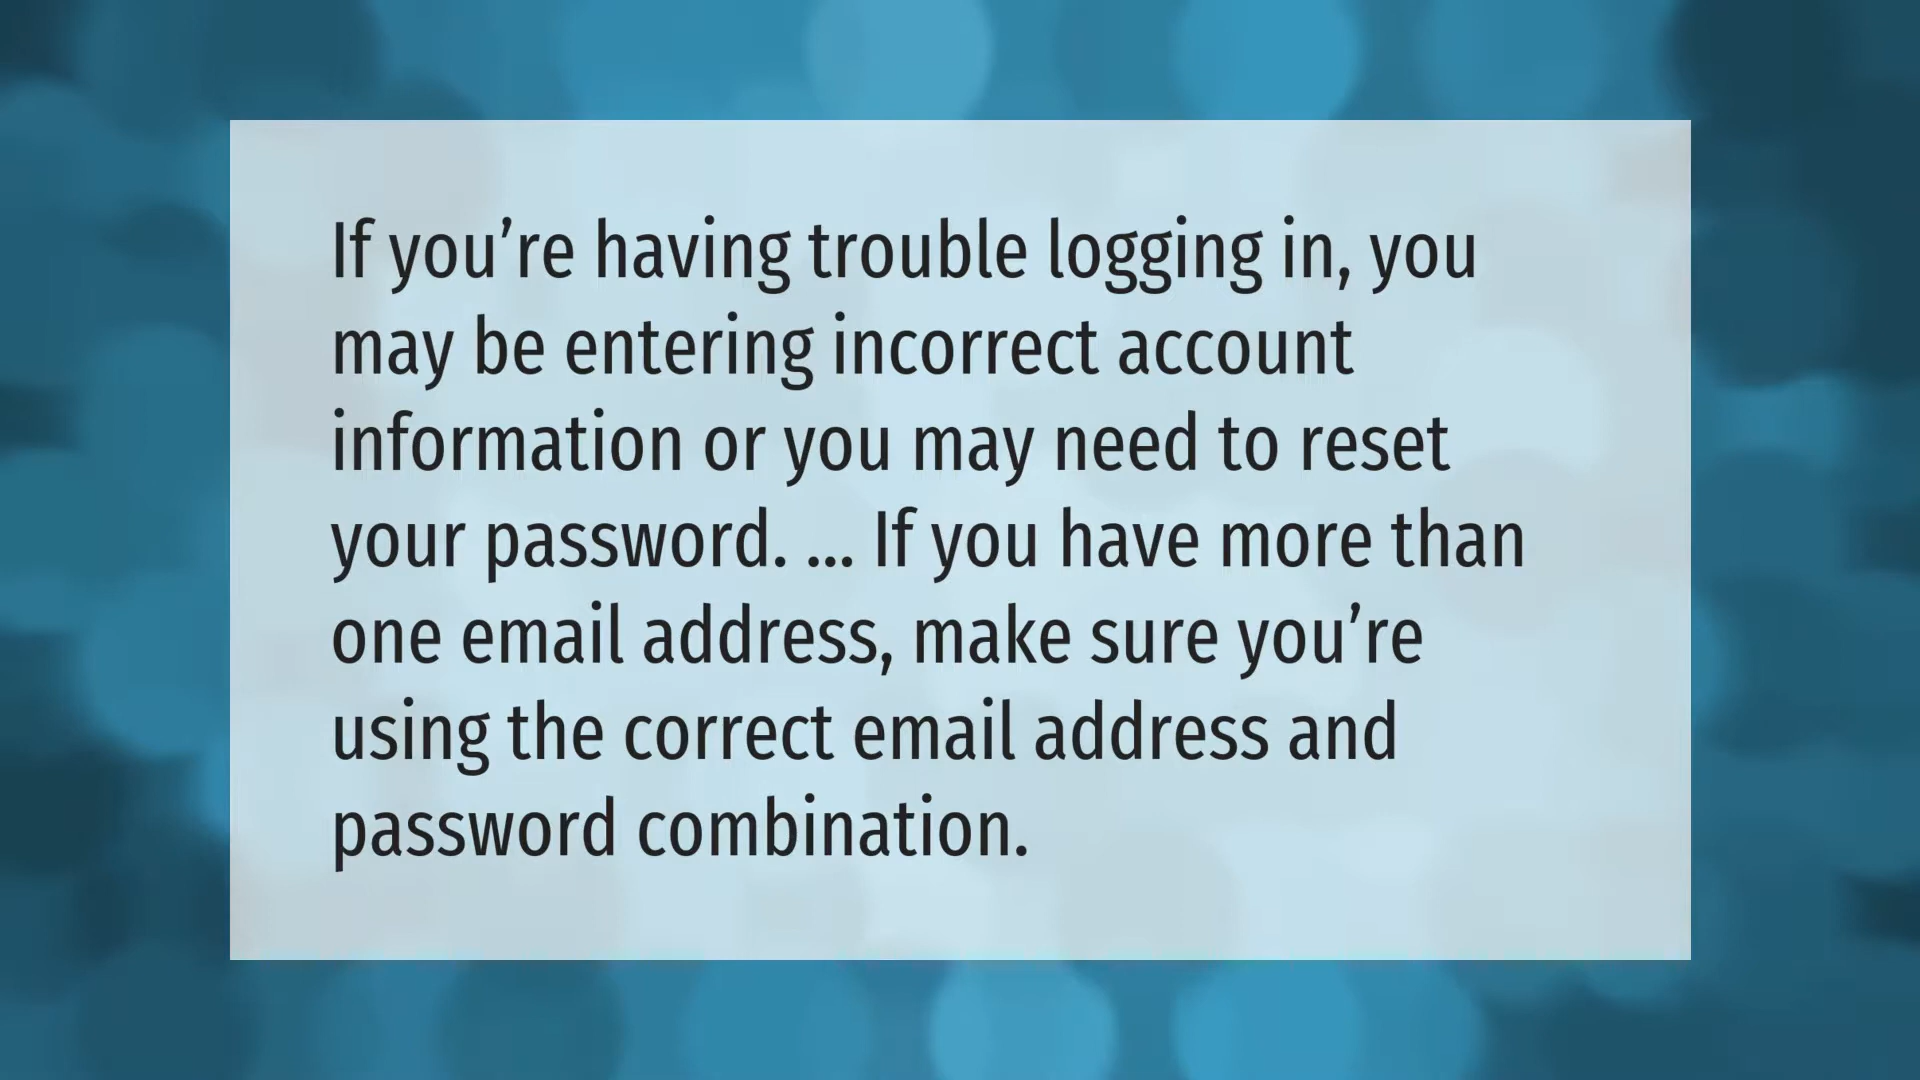 If you’re having trouble logging in, you
may be entering incorrect account
information or you may need to reset
your password. ... If you have more than
one email address, make sure you’re
using the correct email address and
password combination.